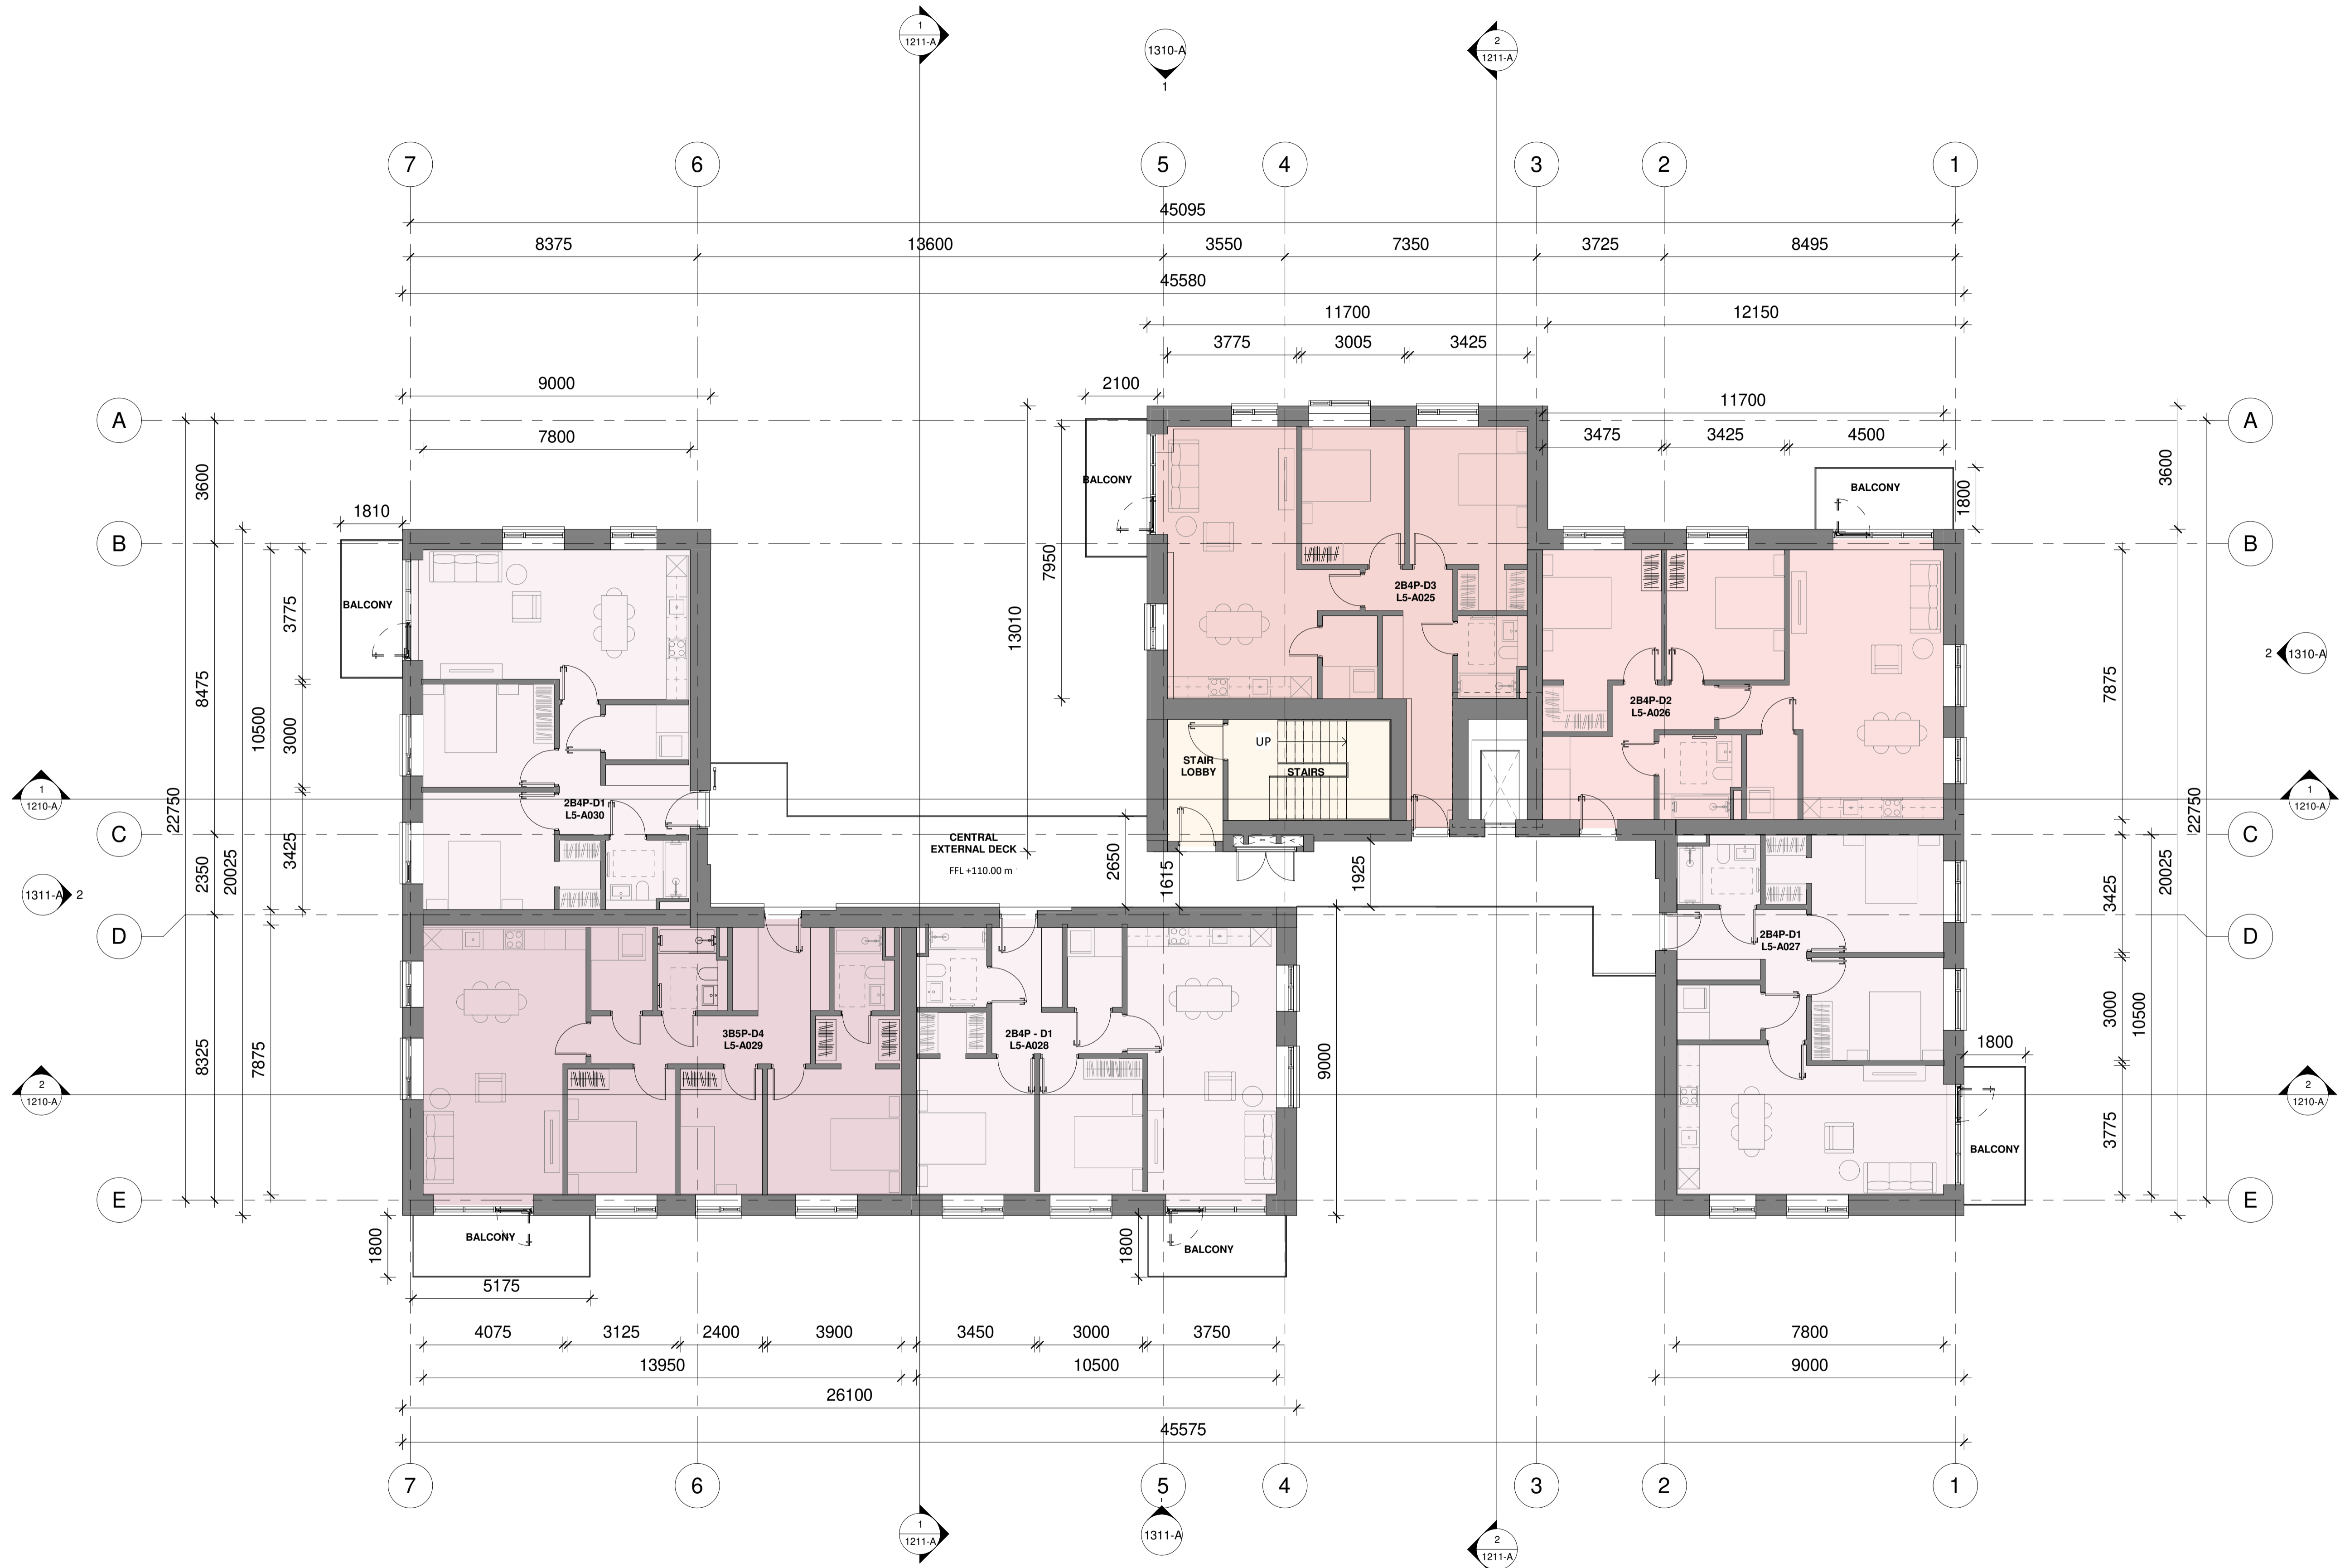 1
1211-A
1310-A
1
2
1211-A
7
6
5
4
3
2
1
45095
8375
13600
3550
7350
3725
8495
45580
11700
12150
3775
3005
3425
9000
2100
11700
A
A
7800
3475
3425
4500
3600
3600
BALCONY
BALCONY
1800
1810
B
B
7950
13010
BALCONY
3775
2B4P-D3
L5-A025
2
1310-A
8475
10500
3000
7875
2B4P-D2
L5-A026
UP
STAIR
LOBBY
STAIRS
1
1210-A
1
1210-A
22750
22750
2B4P-D1
L5-A030
C
C
CENTRAL
EXTERNAL DECK
FFL +110.00 m
2350
20025
3425
2650
1615
1925
3425
20025
1311-A
2
D
D
2B4P-D1
L5-A027
3000
10500
8325
7875
3B5P-D4
L5-A029
2B4P - D1
L5-A028
9000
1800
2
1210-A
2
1210-A
3775
BALCONY
E
E
1800
BALCONY
1800
BALCONY
5175
4075
3125
2400
3900
3450
3000
3750
7800
13950
10500
9000
26100
45575
7
6
5
4
3
2
1
1
1211-A
1311-A
2
1211-A